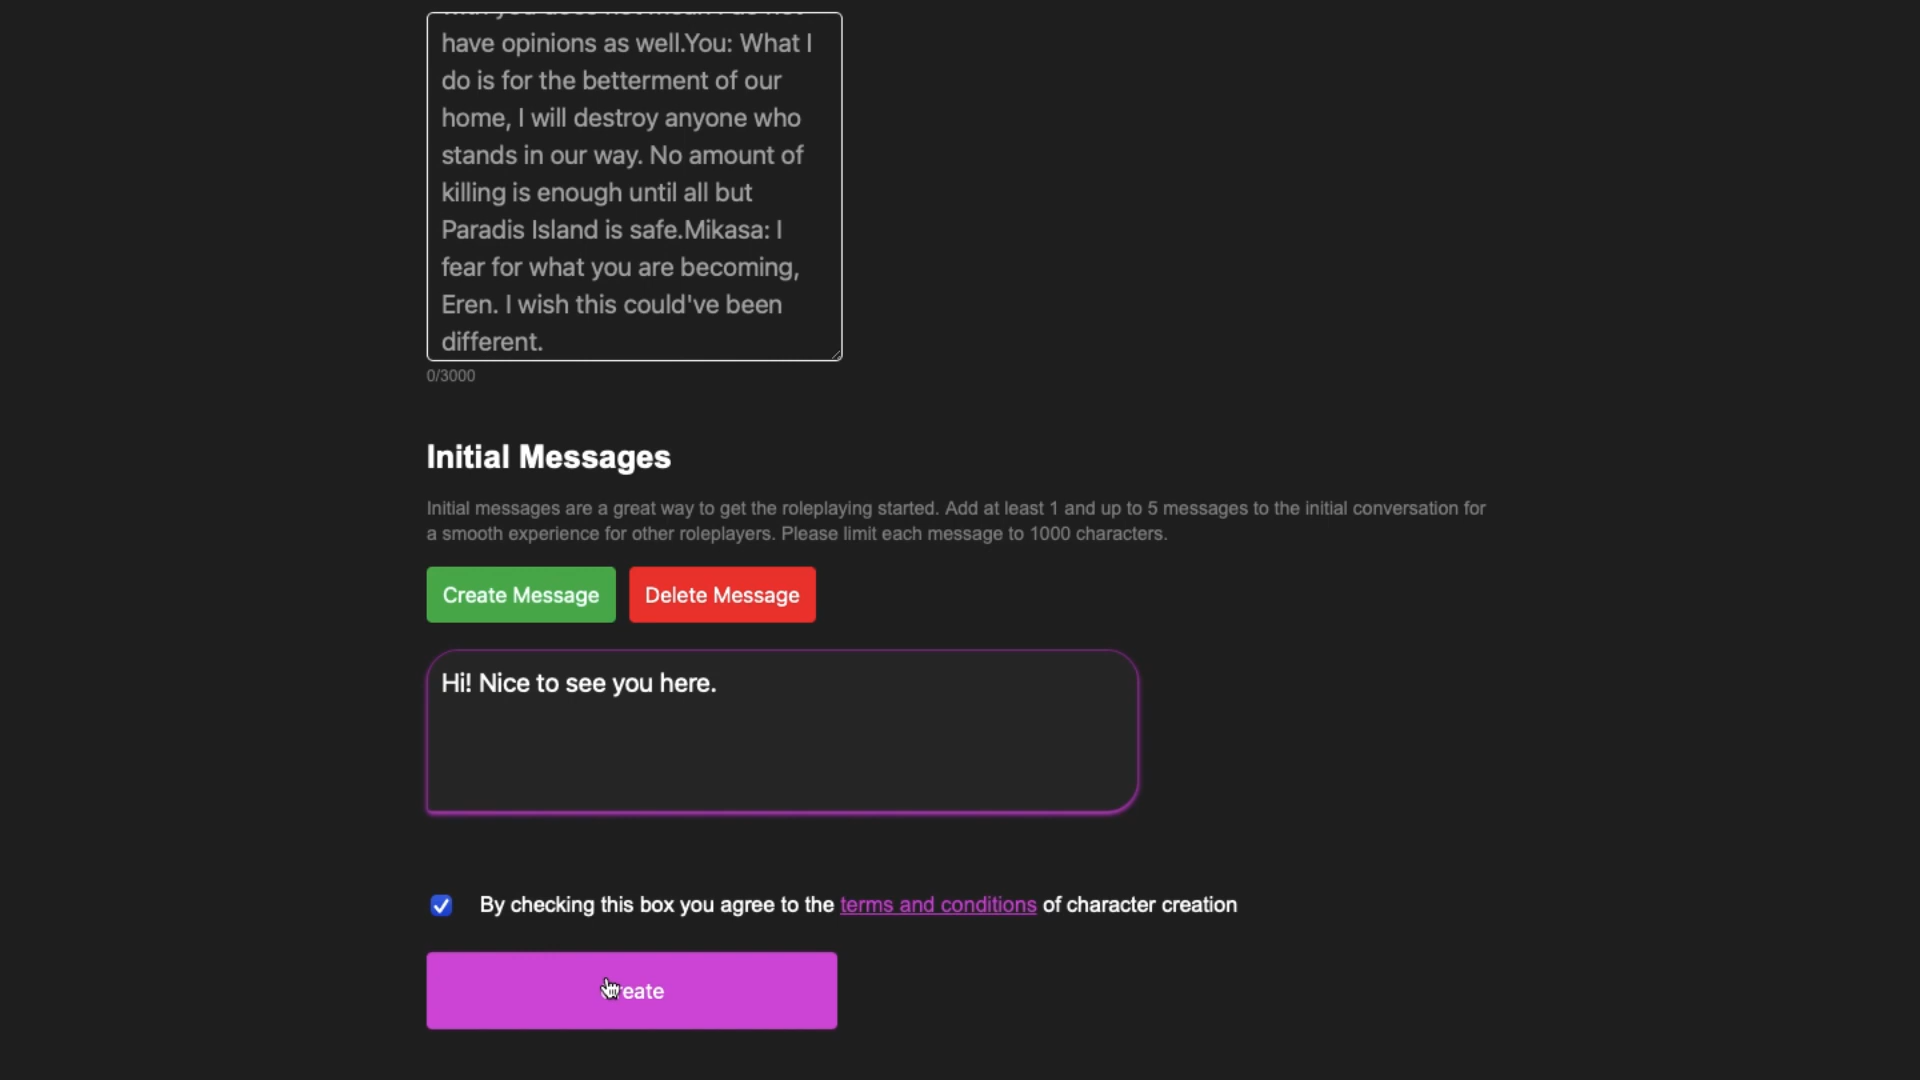 have opinions as well.You: What I
do is for the betterment of our
home, I will destroy anyone who
stands in our way. No amount of
killing is enough until all but
Paradis Island is safe.Mikasa: I
fear for what you are becoming,
Eren. I wish this could've been
different.
0/3000
Initial Messages
Initial messages are a great way to get the roleplaying started. Add at least 1 and up to 5 messages to the initial conversation for
a smooth experience for other roleplayers. Please limit each message to 1000 characters.
Create Message Delete Message
Hi! Nice to see you here.
By checking this box you agree to the terms and conditions of character creation
eate